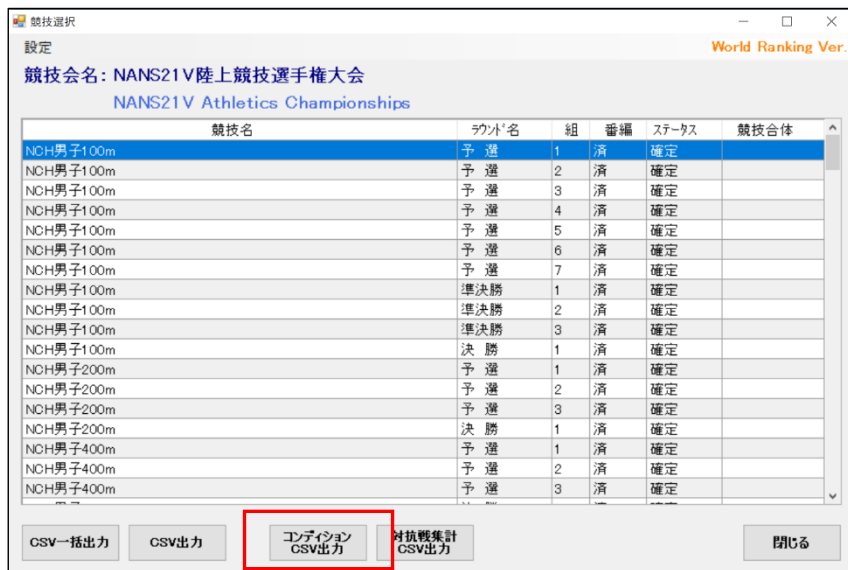 競技選択
設定 World Ranking Ver.
競技会名: NANS21V陸上競技選手権大会
NANS21V Athletics Championships
競技名 ラウンド名 組 番編 ステータス 競技合体
NCH男子100m 予 選 1 済 確定
NCH男子100m 予 選 2 済 確定
NCH男子100m 予 選 3 済 確定
NCH男子100m 予 選 4 済 確定
NCH男子100m 予 選 5 済 確定
NCH男子100m 予 選 6 済 確定
NCH男子100m 予 選 7 済 確定
NCH男子100m 準決勝 1 済 確定
NCH男子100m 準決勝 2 済 確定
NCH男子100m 準決勝 3 済 確定
NCH男子100m 決 勝 1 済 確定
NCH男子200m 予 選 1 済 確定
NCH男子200m 予 選 2 済 確定
NCH男子200m 予 選 3 済 確定
NCH男子200m 決 勝 1 済 確定
NCH男子400m 予 選 1 済 確定
NCH男子400m 予 選 2 済 確定
NCH男子400m 予 選 3 済 確定
CSV一括出力 CSV出力 コンディション CSV出力 対抗戦集計 CSV出力 閉じる